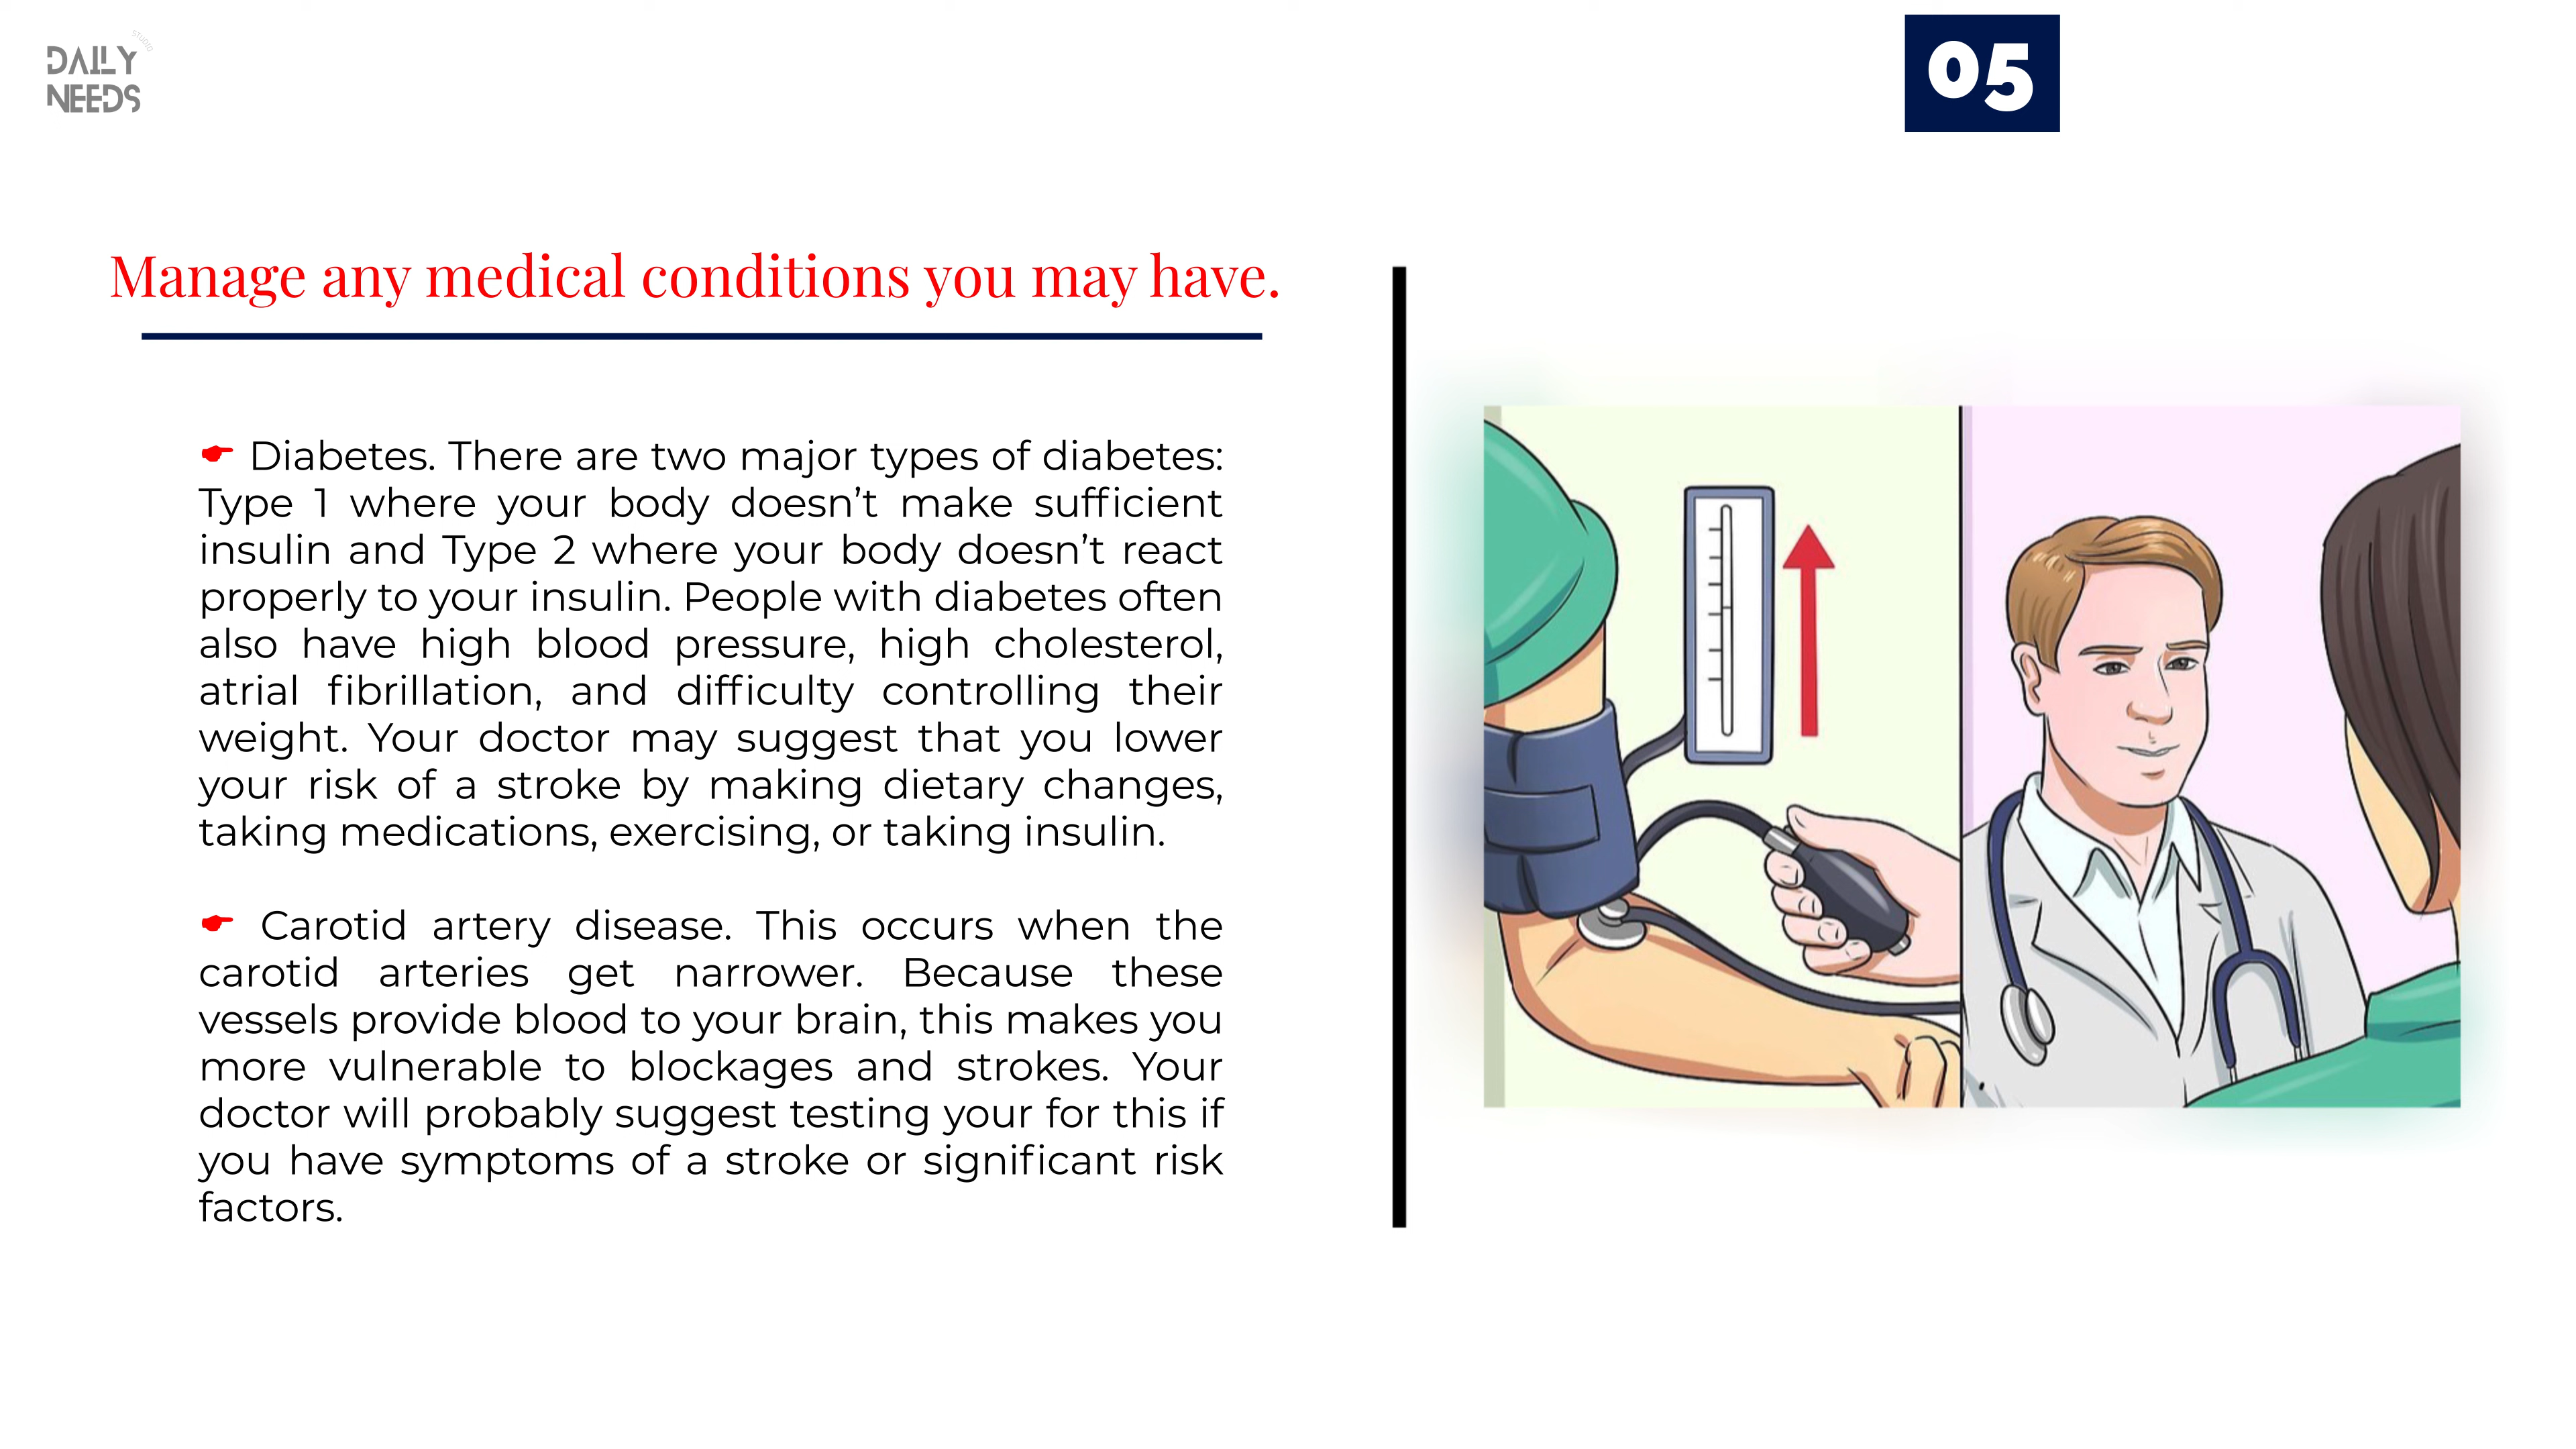 DAILY
NEEDS
STUDIO
05
Manage any medical conditions you may have.
Diabetes. There are two major types of diabetes:
Type 1 where your body doesn’t make sufficient
insulin and Type 2 where your body doesn’t react
properly to your insulin. People with diabetes often
also have high blood pressure, high cholesterol,
atrial fibrillation, and difficulty controlling their
weight. Your doctor may suggest that you lower
your risk of a stroke by making dietary changes,
taking medications, exercising, or taking insulin.
Carotid artery disease. This occurs when the
carotid arteries get narrower. Because these
vessels provide blood to your brain, this makes you
more vulnerable to blockages and strokes. Your
doctor will probably suggest testing your for this if
you have symptoms of a stroke or significant risk
factors.